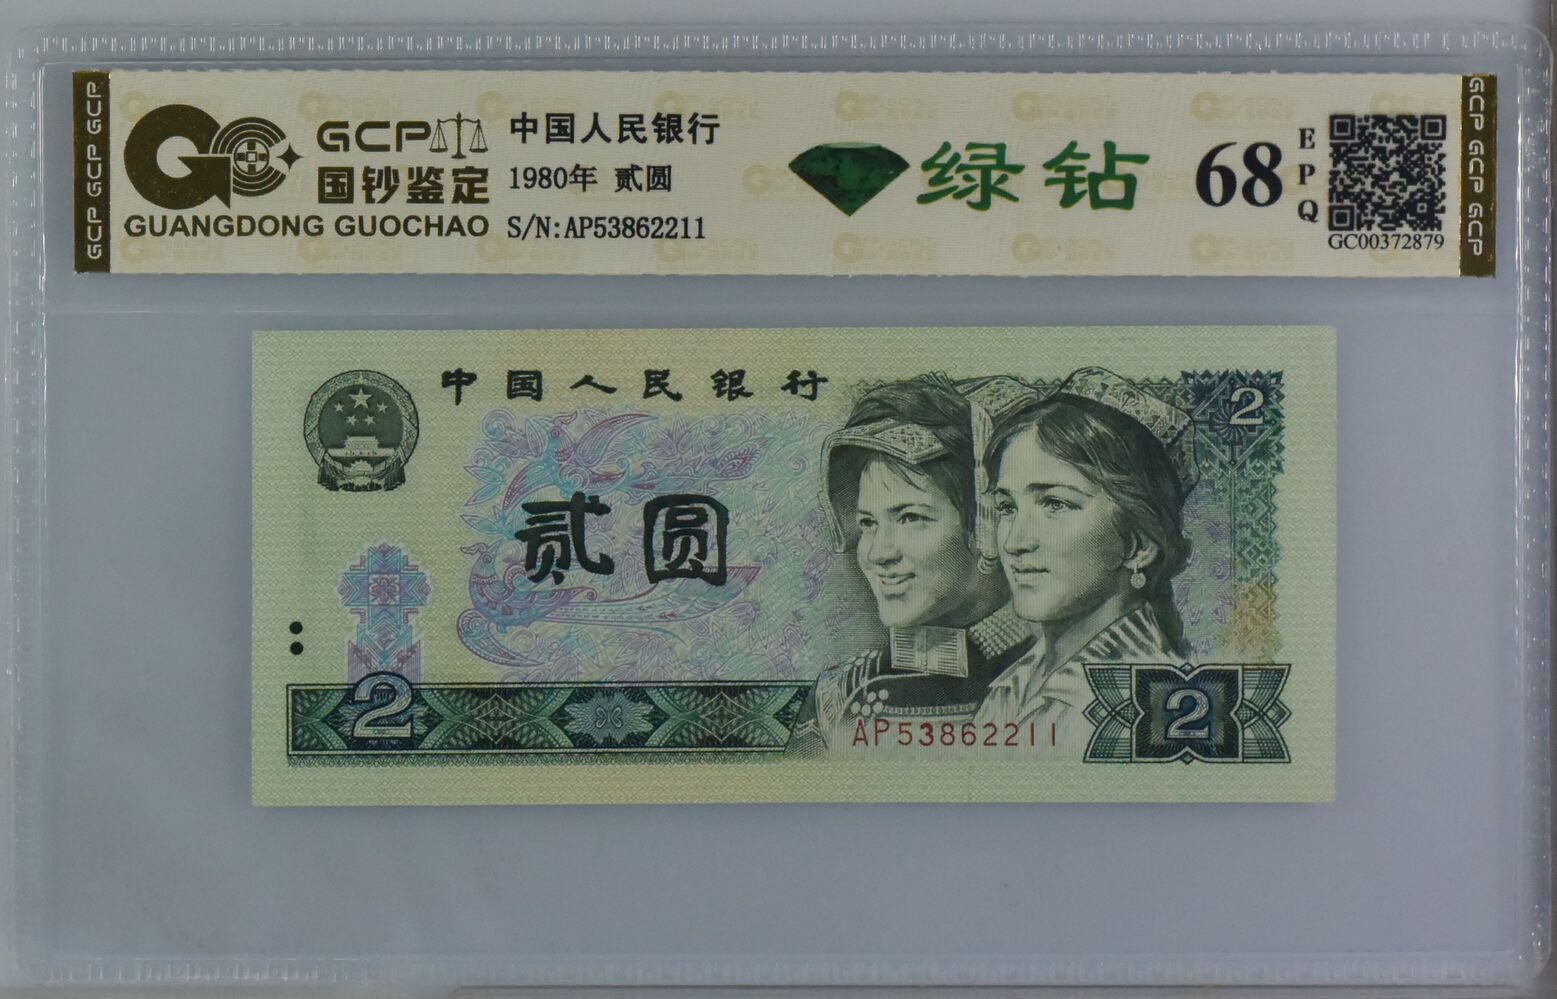 GCP GCP GCP
GCP
国钞鉴定
GUANGDONG GUOCHAO
中国人民银行
1980年 贰圆
S/N:AP53862211
绿钻
68
EPQ
GC00372879
GCP GCP GCP
中国人民银行
2
贰圆
2
AP53862211
2